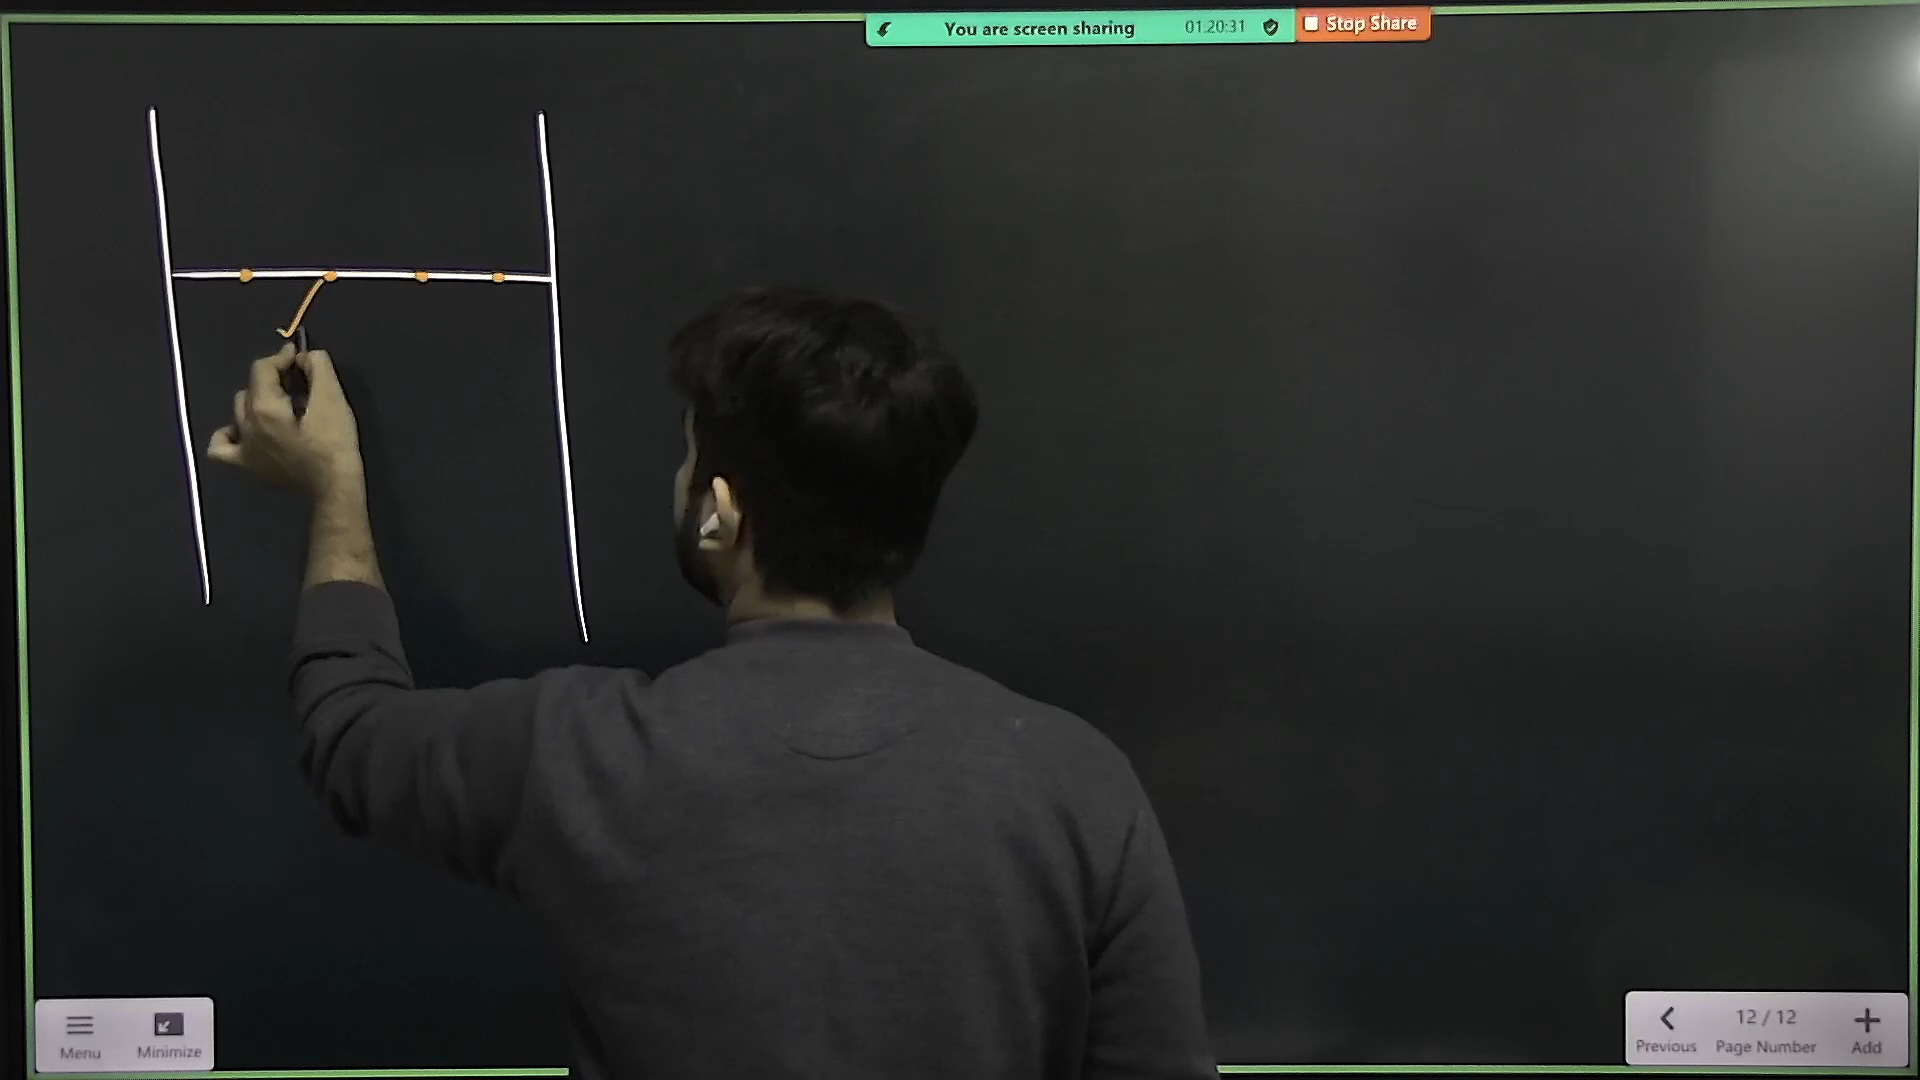 You are screen sharing 01:20:31 Stop Share
Menu
Minimize
12 / 12
Previous
Page Number
Add